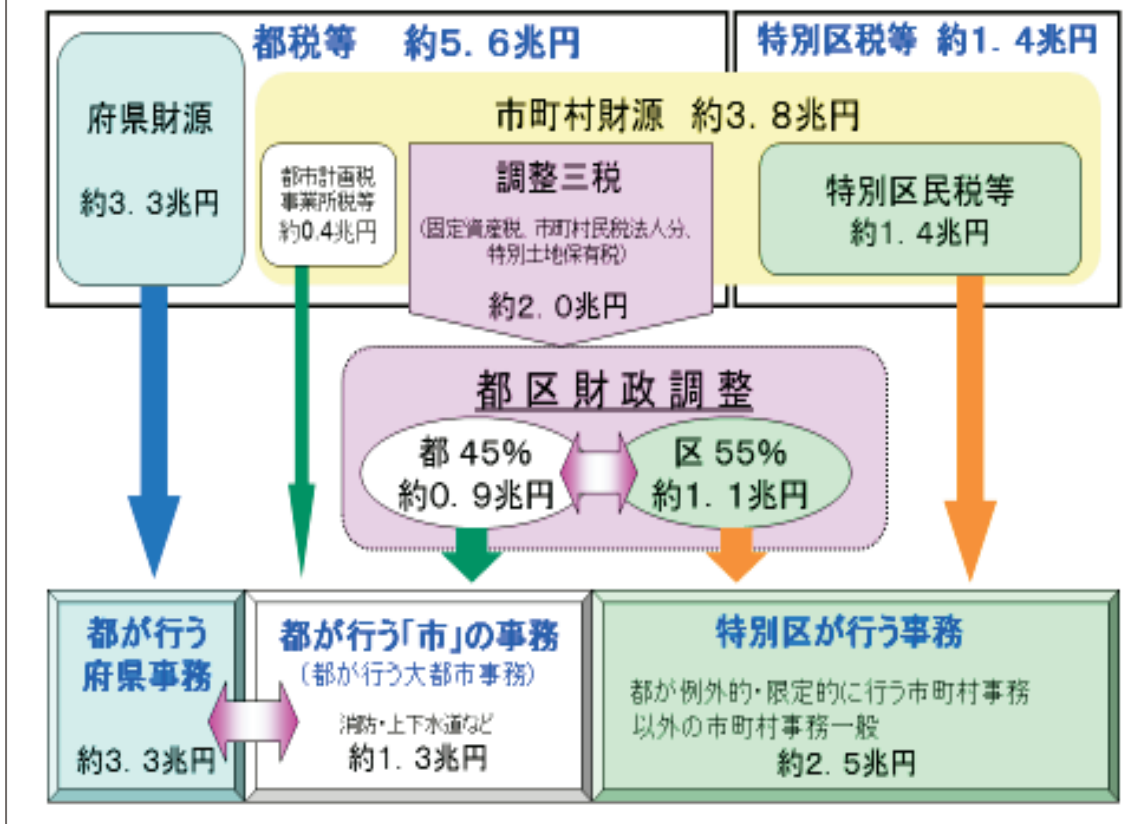 都税等 約5.6兆円
特別区税等 約1.4兆円
府県財源
約3.3兆円
市町村財源 約3.8兆円
都市計画税
事業所税等
約0.4兆円
調整三税
(固定資産税、市町村民税法人分、
特別土地保有税)
約2.0兆円
特別区民税等
約1.4兆円
都区財政調整
都 45%
約0.9兆円
区 55%
約1.1兆円
都が行う
府県事務
約3.3兆円
都が行う「市」の事務
(都が行う大都市事務)
消防・上下水道など
約1.3兆円
特別区が行う事務
都が例外的・限定的に行う市町村事務
以外の市町村事務一般
約2.5兆円